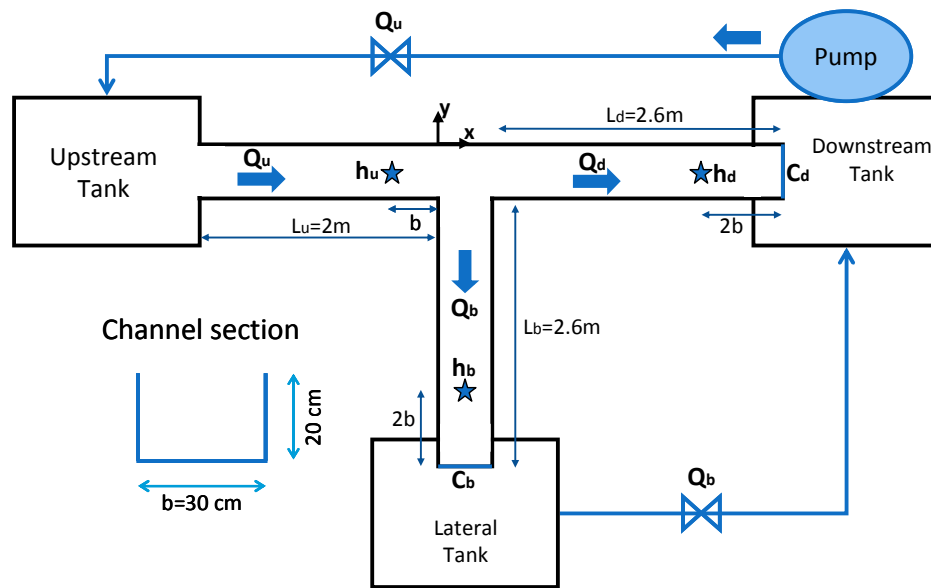 Qu
Pump
y
x
Ld=2.6m
Upstream
Tank
Qu
hu
Qd
hd
Cd
Downstream
Tank
b
2b
Lu=2m
Qb
Lb=2.6m
Channel section
hb
20 cm
2b
b=30 cm
Cb
Qb
Lateral
Tank